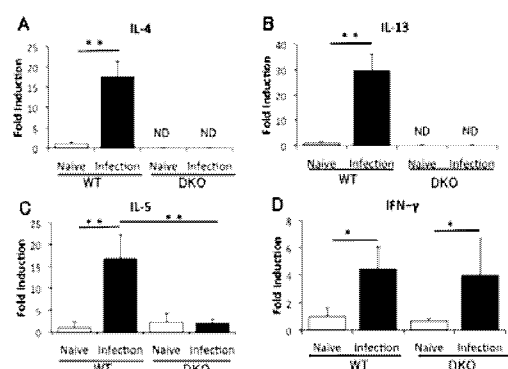 A IL-4
Fold Induction
25
20
15
10
5
0
**
ND ND
Naive Infection Naive Infection
WT DKO
B IL-13
Fold Induction
40
30
20
10
0
**
ND ND
Naive Infection Naive Infection
WT DKO
C IL-5
Fold Induction
25
20
15
10
5
0
** **
Naive Infection Naive Infection
WT DKO
D IFN-γ
Fold Induction
8
6
4
2
0
* *
Naive Infection Naive Infection
WT DKO